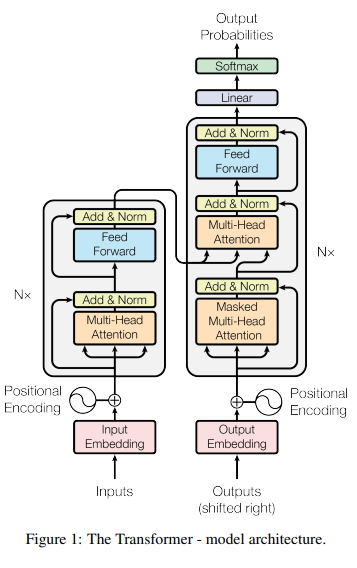 Output
Probabilities
Softmax
Linear
Add & Norm
Feed
Forward
Add & Norm
Multi-Head
Attention
Add & Norm
Masked
Multi-Head
Attention
N×
Add & Norm
Feed
Forward
Add & Norm
Multi-Head
Attention
N×
Positional
Encoding
Positional
Encoding
Input
Embedding
Output
Embedding
Inputs
Outputs
(shifted right)
Figure 1: The Transformer - model architecture.